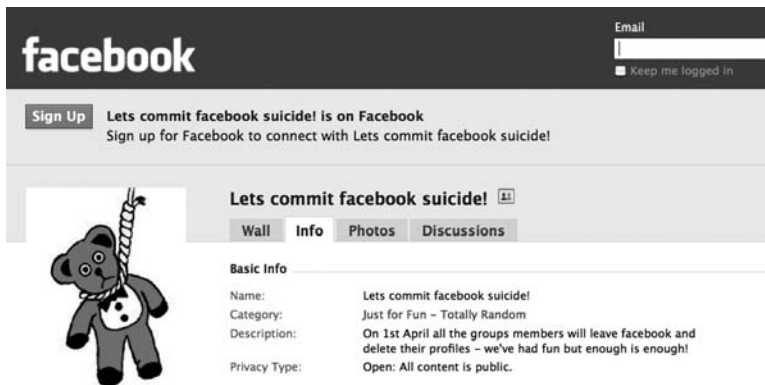 Email
facebook
Keep me logged in
Sign Up
Lets commit facebook suicide! is on Facebook
Sign up for Facebook to connect with Lets commit facebook suicide!
Lets commit facebook suicide!
Wall Info Photos Discussions
Basic Info
Name: Lets commit facebook suicide!
Category: Just for Fun – Totally Random
Description: On 1st April all the groups members will leave facebook and
delete their profiles – we've had fun but enough is enough!
Privacy Type: Open: All content is public.